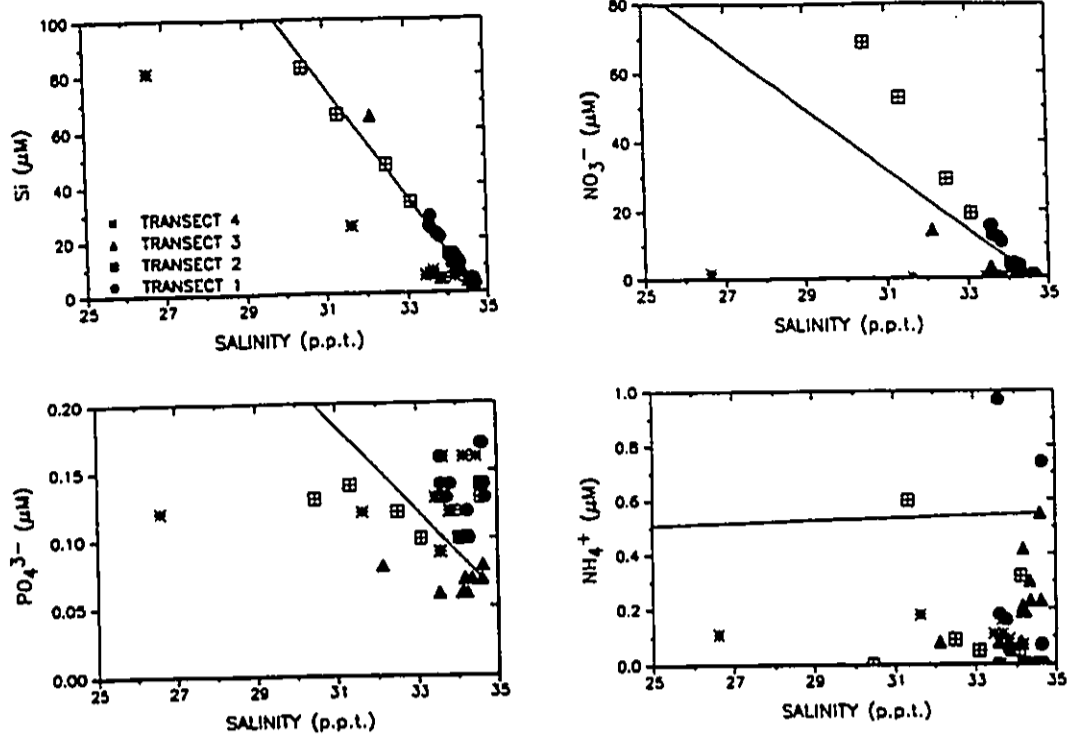 100
80
60
40
20
0
Si (μM)
TRANSECT 4
TRANSECT 3
TRANSECT 2
TRANSECT 1
25 27 29 31 33 35
SALINITY (p.p.t.)
80
60
40
20
0
NO₃⁻ (μM)
25 27 29 31 33 35
SALINITY (p.p.t.)
0.20
0.15
0.10
0.05
0.00
PO₄³⁻ (μM)
25 27 29 31 33 35
SALINITY (p.p.t.)
1.0
0.8
0.6
0.4
0.2
0.0
NH₄⁺ (μM)
25 27 29 31 33 35
SALINITY (p.p.t.)